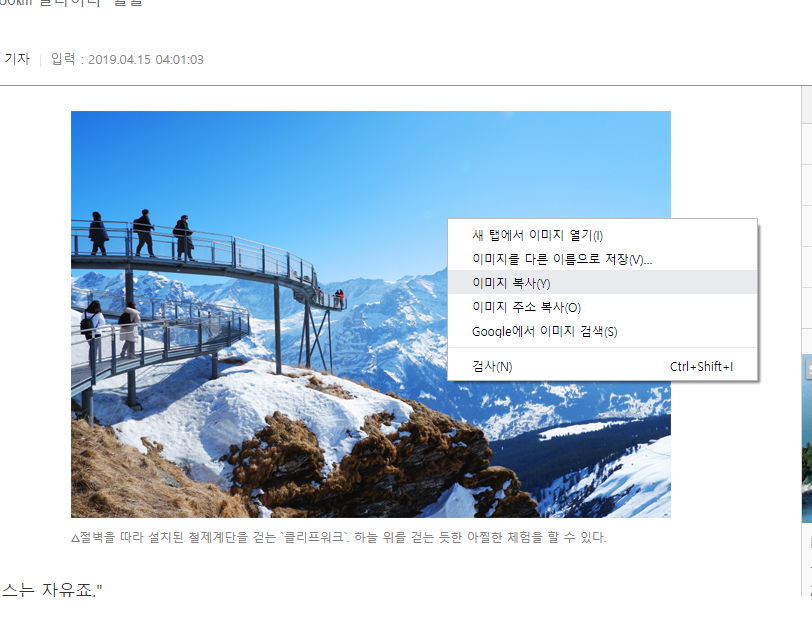 기자 | 입력 : 2019.04.15 04:01:03
새 탭에서 이미지 열기(I)
이미지를 다른 이름으로 저장(V)...
이미지 복사(Y)
이미지 주소 복사(O)
Google에서 이미지 검색(S)
검사(N) Ctrl+Shift+I
△절벽을 따라 설치된 철제계단을 걷는 `클리프워크`. 하늘 위를 걷는 듯한 아찔한 체험을 할 수 있다.
스는 자유죠."